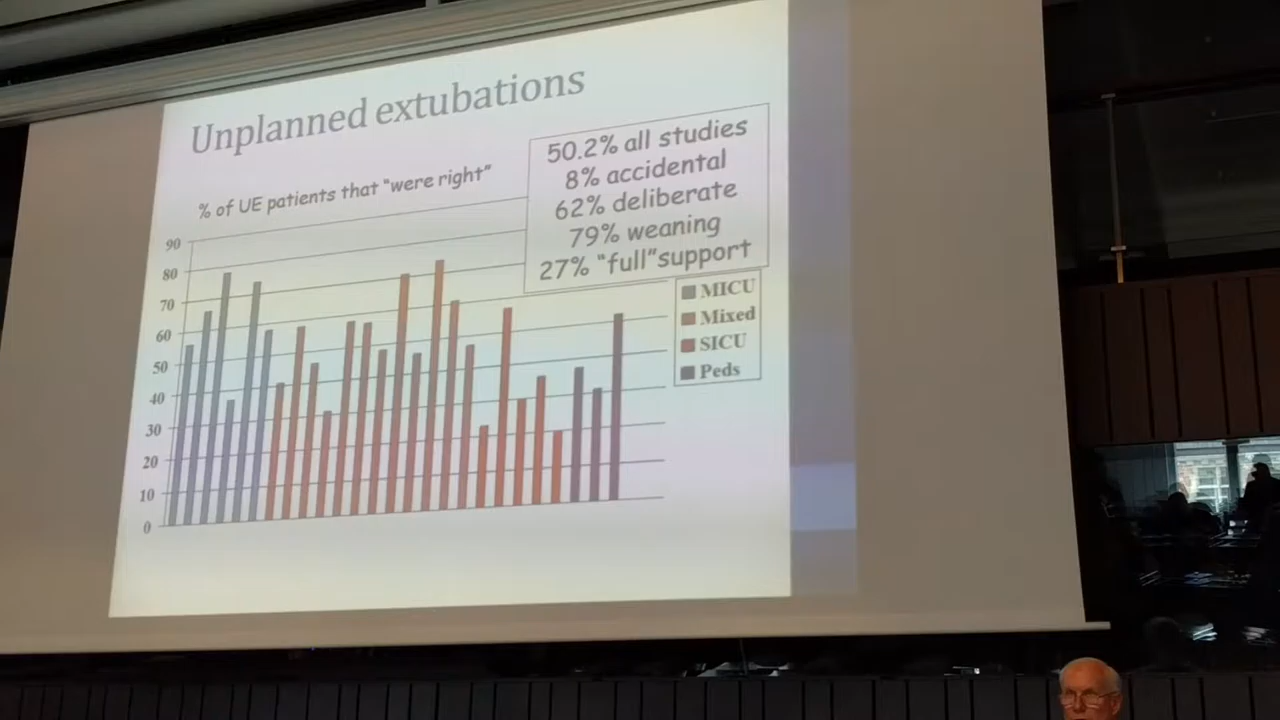 Unplanned extubations
50.2% all studies
8% accidental
62% deliberate
79% weaning
27% "full"support
% of UE patients that "were right"
90
80
70
60
50
40
30
20
10
0
MICU
Mixed
SICU
Peds